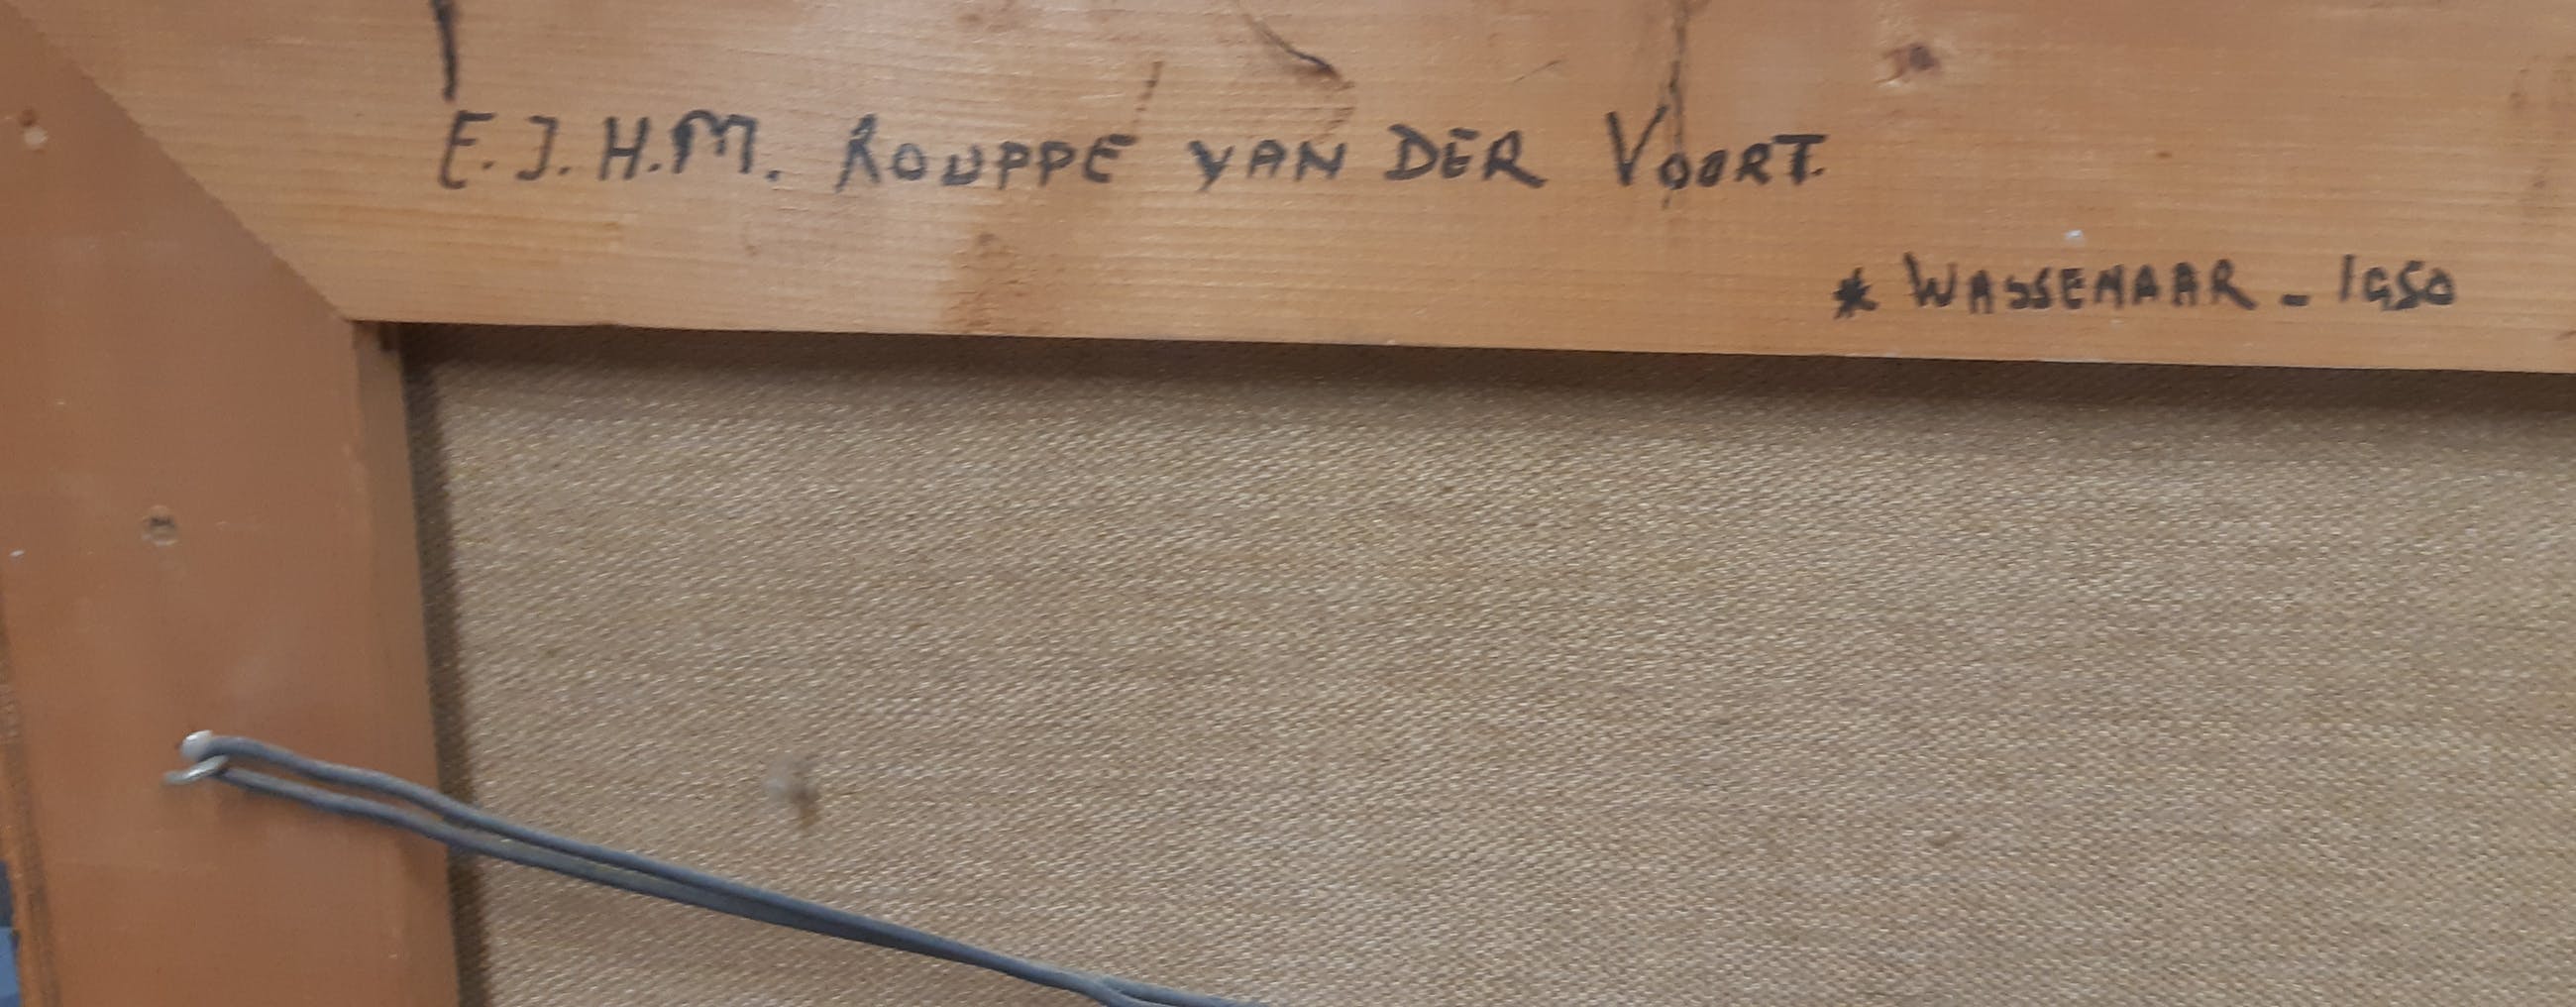 E.J.H.M. ROUPPE VAN DER VOORT.
* WASSENAAR - 1950